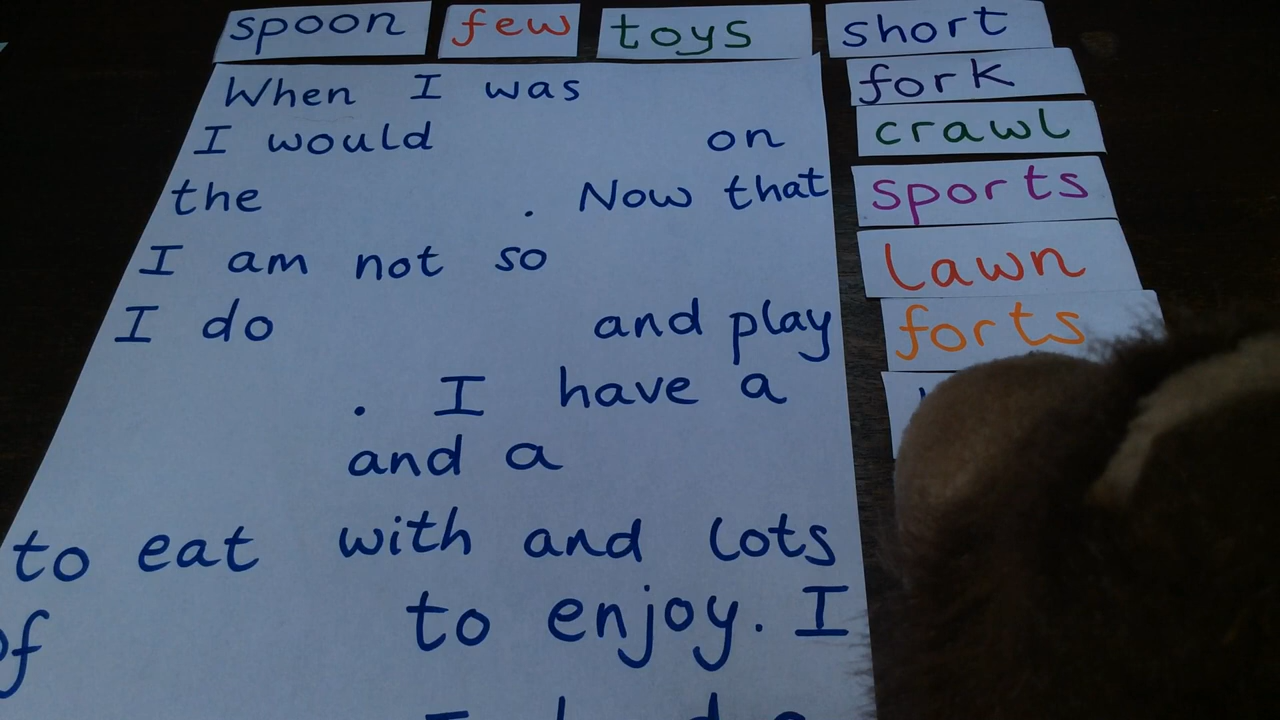 spoon few toys short
fork
crawl
sports
lawn
forts
When I was
I would on
the . Now that
I am not so
I do and play
. I have a
and a
to eat with and lots
of to enjoy. I